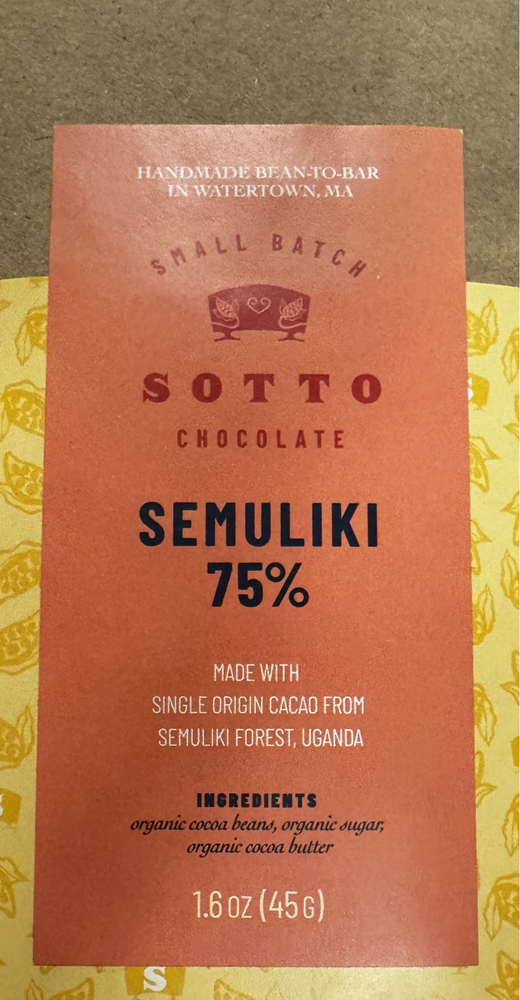 HANDMADE BEAN-TO-BAR
IN WATERTOWN, MA
SMALL BATCH
SOTTO
CHOCOLATE
SEMULIKI
75%
MADE WITH
SINGLE ORIGIN CACAO FROM
SEMULIKI FOREST, UGANDA
INGREDIENTS
organic cocoa beans, organic sugar,
organic cocoa butter
1.6 OZ (45 G)
S
S
S